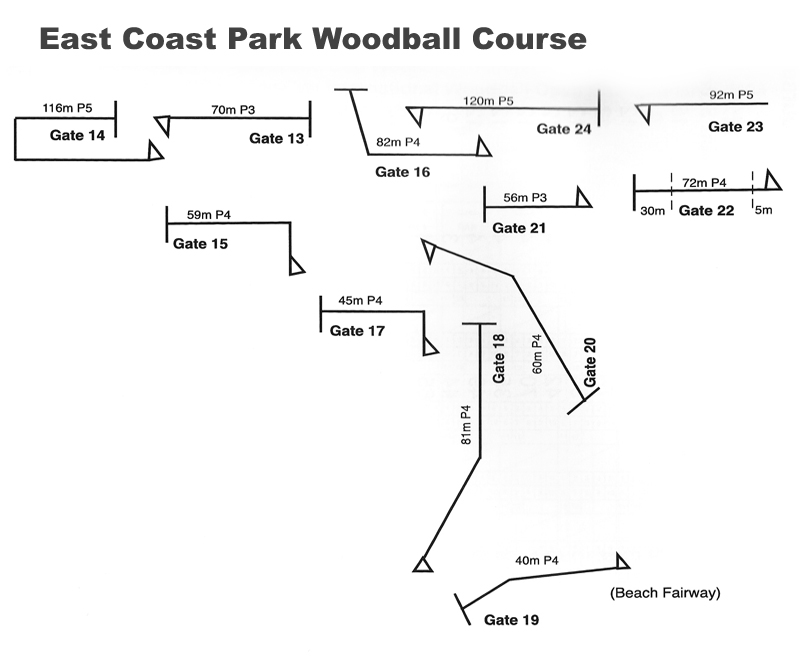 East Coast Park Woodball Course
116m P5
Gate 14
70m P3
Gate 13
82m P4
Gate 16
120m P5
Gate 24
92m P5
Gate 23
59m P4
Gate 15
56m P3
Gate 21
72m P4
30m Gate 22 5m
45m P4
Gate 17
Gate 18
81m P4
60m P4
Gate 20
40m P4
(Beach Fairway)
Gate 19